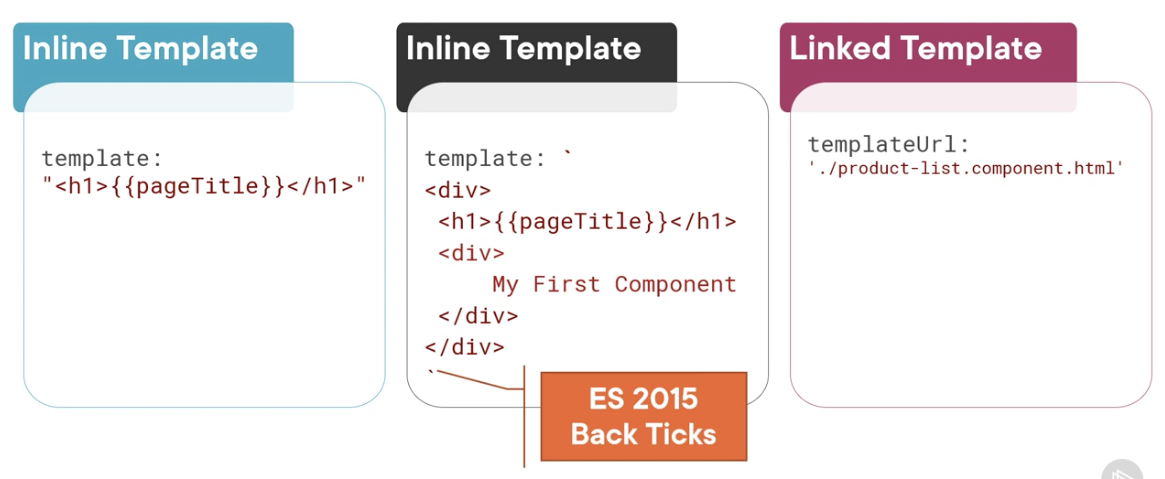 Inline Template
template:
"<h1>{{pageTitle}}</h1>"
Inline Template
template: `
<div>
<h1>{{pageTitle}}</h1>
<div>
My First Component
</div>
</div>
`
ES 2015
Back Ticks
Linked Template
templateUrl:
'./product-list.component.html'